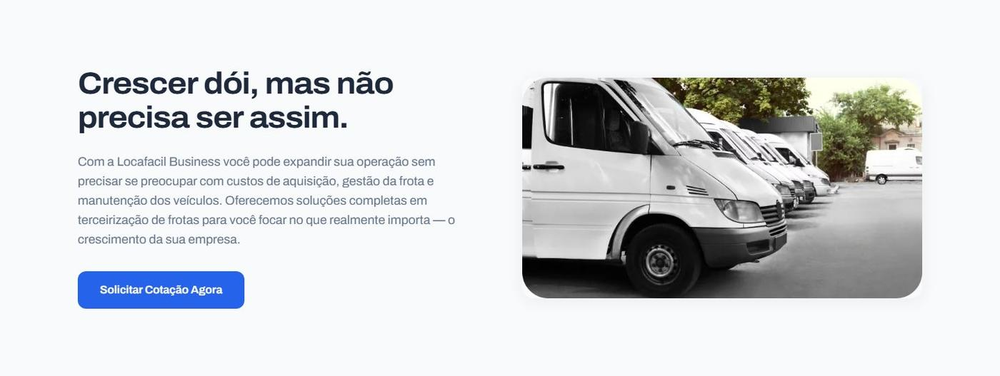 Crescer dói, mas não
precisa ser assim.
Com a Locafacil Business você pode expandir sua operação sem
precisar se preocupar com custos de aquisição, gestão da frota e
manutenção dos veículos. Oferecemos soluções completas em
terceirização de frotas para você focar no que realmente importa — o
crescimento da sua empresa.
Solicitar Cotação Agora